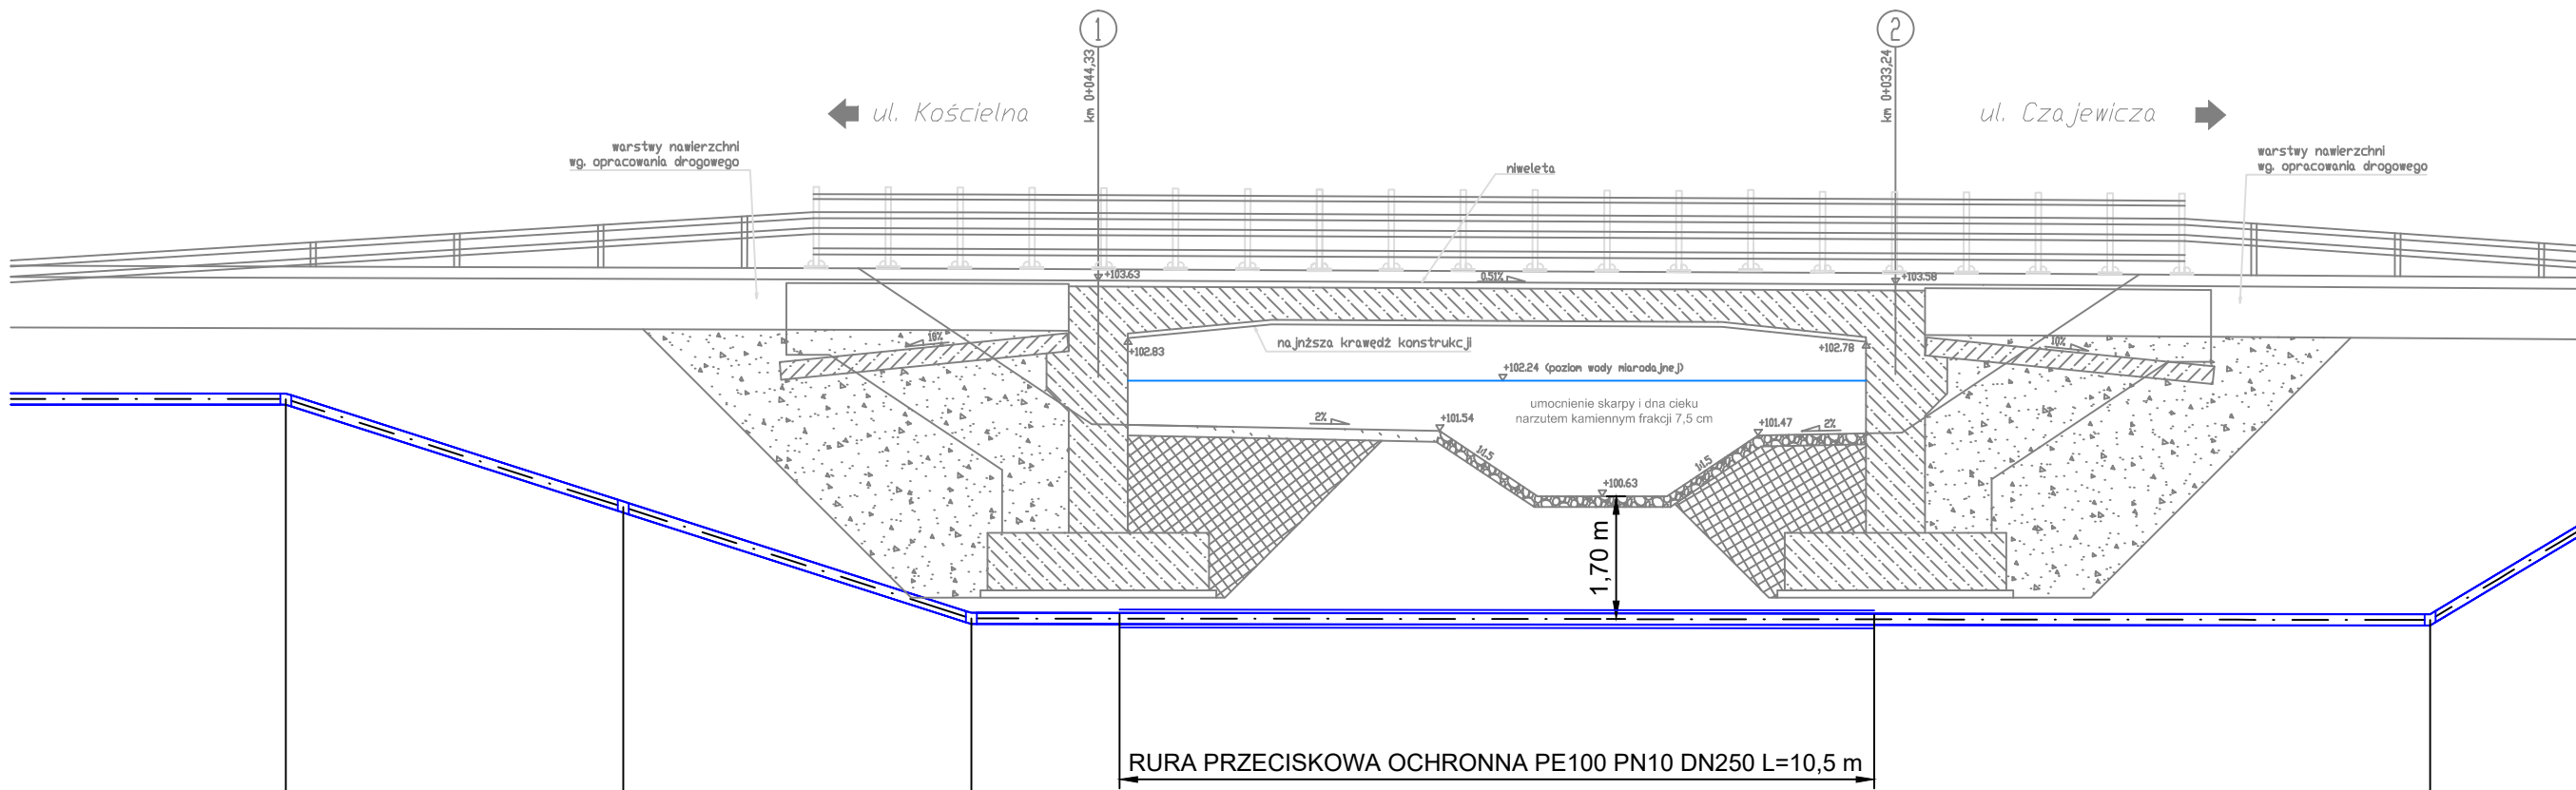 1
2
km 0+044,33
km 0+033,24
ul. Kościelna
ul. Czajewicza
warstwy nawierzchni
wg. opracowania drogowego
niweleta
warstwy nawierzchni
wg. opracowania drogowego
+103.63
0.51%
+103.58
10%
najnższa krawędź konstrukcji
10%
+102.83
+102.78
+102.24 (poziom wody miarodajnej)
umocnienie skarpy i dna cieku
narzutem kamiennym frakcji 7,5 cm
2%
+101.54
+101.47
2%
1:1.5
1:1.5
+100.63
1,70 m
RURA PRZECISKOWA OCHRONNA PE100 PN10 DN250 L=10,5 m